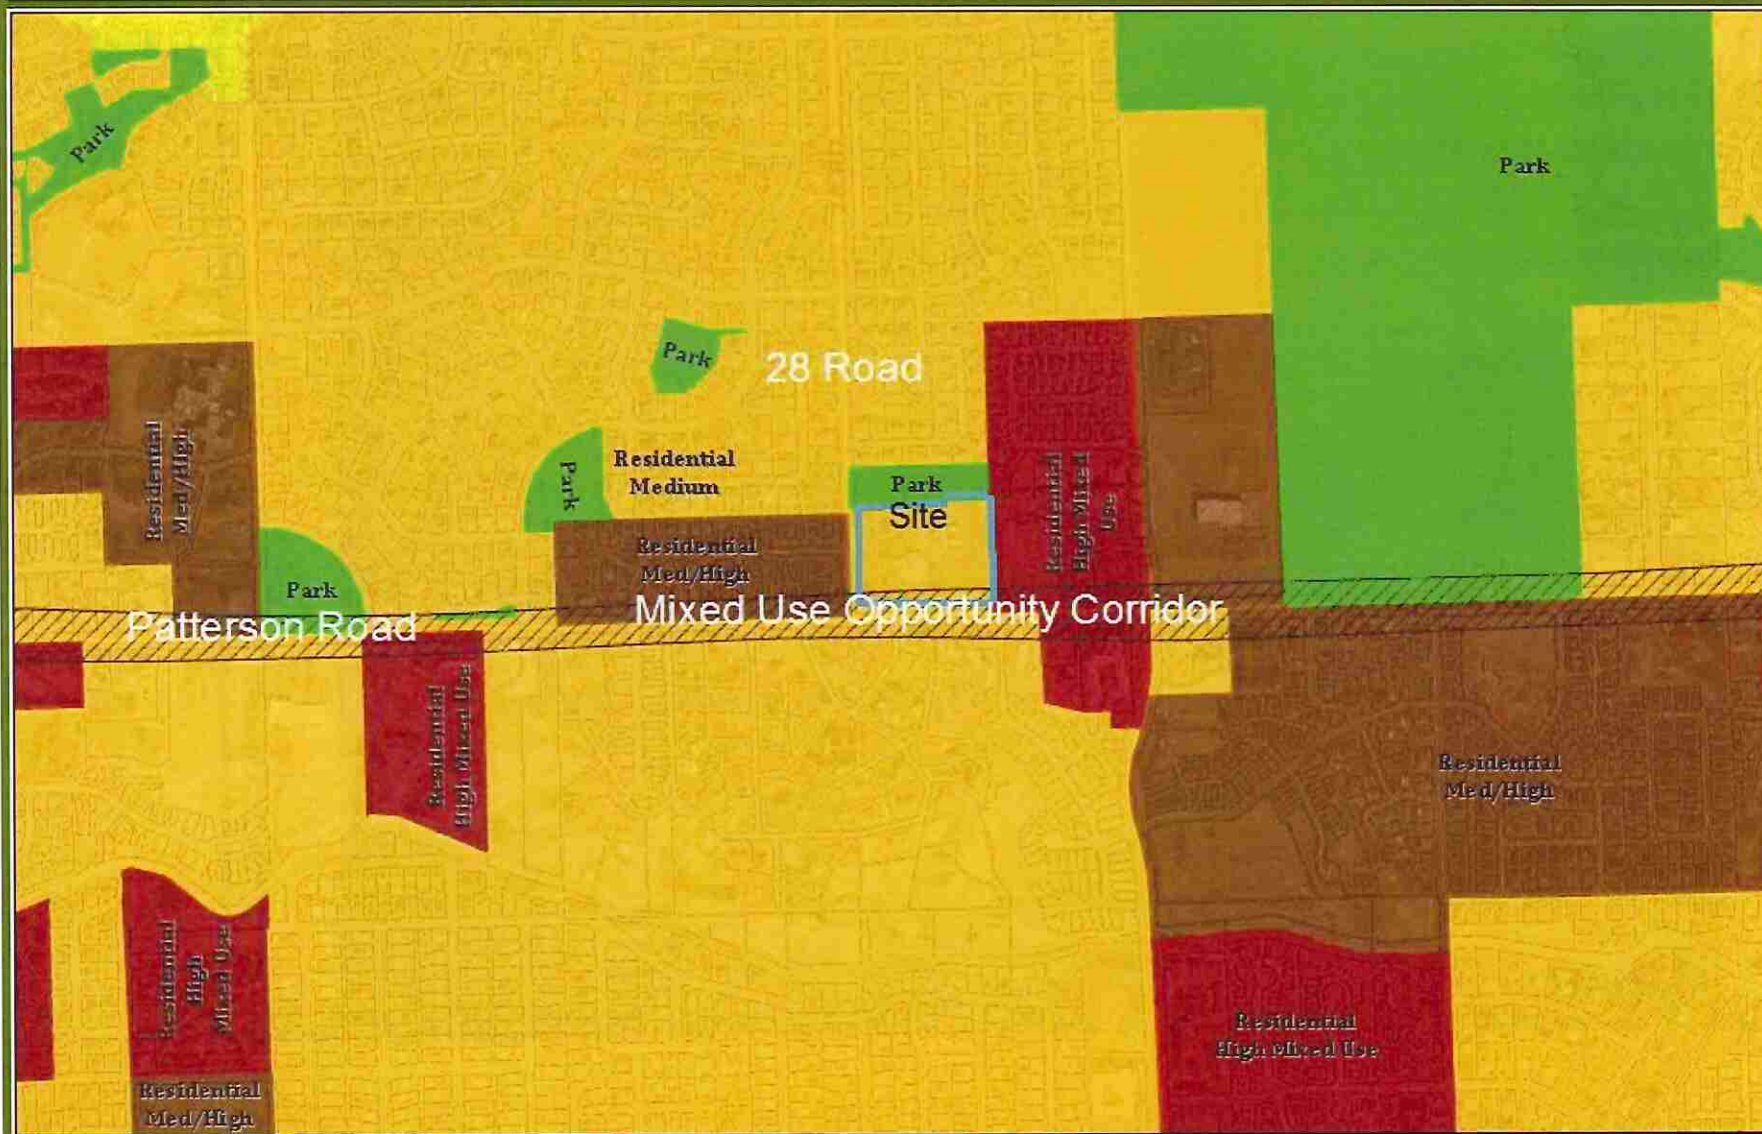 Park
Park
Park
28 Road
Residential
Med/High
Park
Residential
Medium
Park
Site
Residential
High Mixed
Use
Residential
Med/High
Park
Patterson Road
Mixed Use Opportunity Corridor
Residential
High Mixed Use
Residential
Med/High
Residential
High
Mixed Use
Residential
High Mixed Use
Residential
Med/High